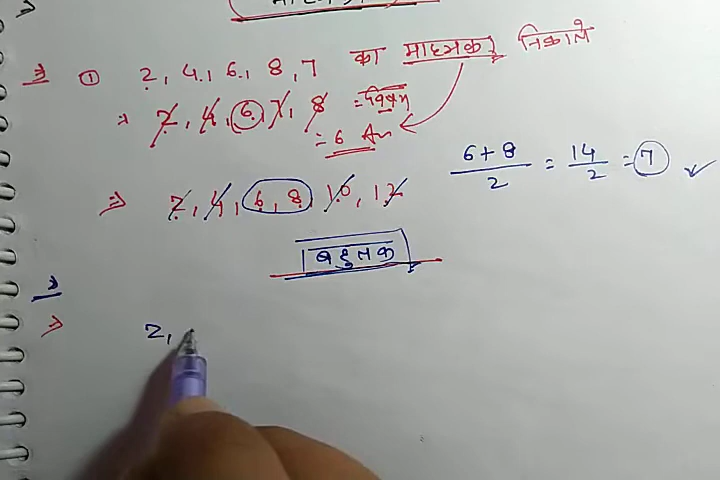 ① 2, 4, 6, 8, 7 का माध्यक निकाले
⇒ 2, 4, 6, 7, 8 = विषम
= 6 Ans
⇒ 2, 4, 6, 8, 10, 12
6+8/2 = 14/2 = 7 ✓
बहुलक
⇒ 2,